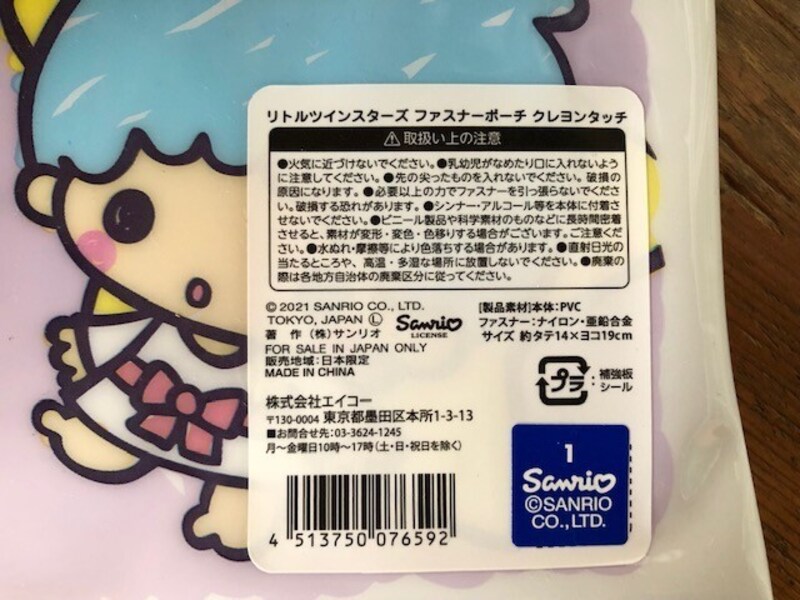 リトルツインスターズ ファスナーポーチ クレヨンタッチ
⚠取扱い上の注意
●火気に近づけないでください。●乳幼児がなめたり口に入れないよう
に注意してください。●先の尖ったものを入れないでください。破損の
原因になります。●必要以上の力でファスナーを引っ張らないでくださ
い。破損する恐れがあります。●シンナー・アルコール等を本体に付着さ
せないでください。●ビニール製品や科学素材のものなどに長時間密着
させると、素材が変形・変色・色移りする場合がございます。ご注意くだ
さい。●水ぬれ・摩擦等により色落ちする場合があります。●直射日光の
当たるところや、高温・多湿な場所に放置しないでください。●廃棄の
際は各地方自治体の廃棄区分に従ってください。
© 2021 SANRIO CO., LTD.
TOKYO, JAPAN Ⓛ
著 作 (株)サンリオ
Sanrio
LICENSE
FOR SALE IN JAPAN ONLY
販売地域:日本限定
MADE IN CHINA
[製品素材]本体:PVC
ファスナー:ナイロン・亜鉛合金
サイズ 約タテ14×ヨコ19cm
プラ
:補強板
シール
株式会社エイコー
〒130-0004 東京都墨田区本所1-3-13
■お問合せ先:03-3624-1245
月~金曜日10時~17時(土・日・祝日を除く)
4 513750 076592
1
Sanrio
©SANRIO
CO.,LTD.